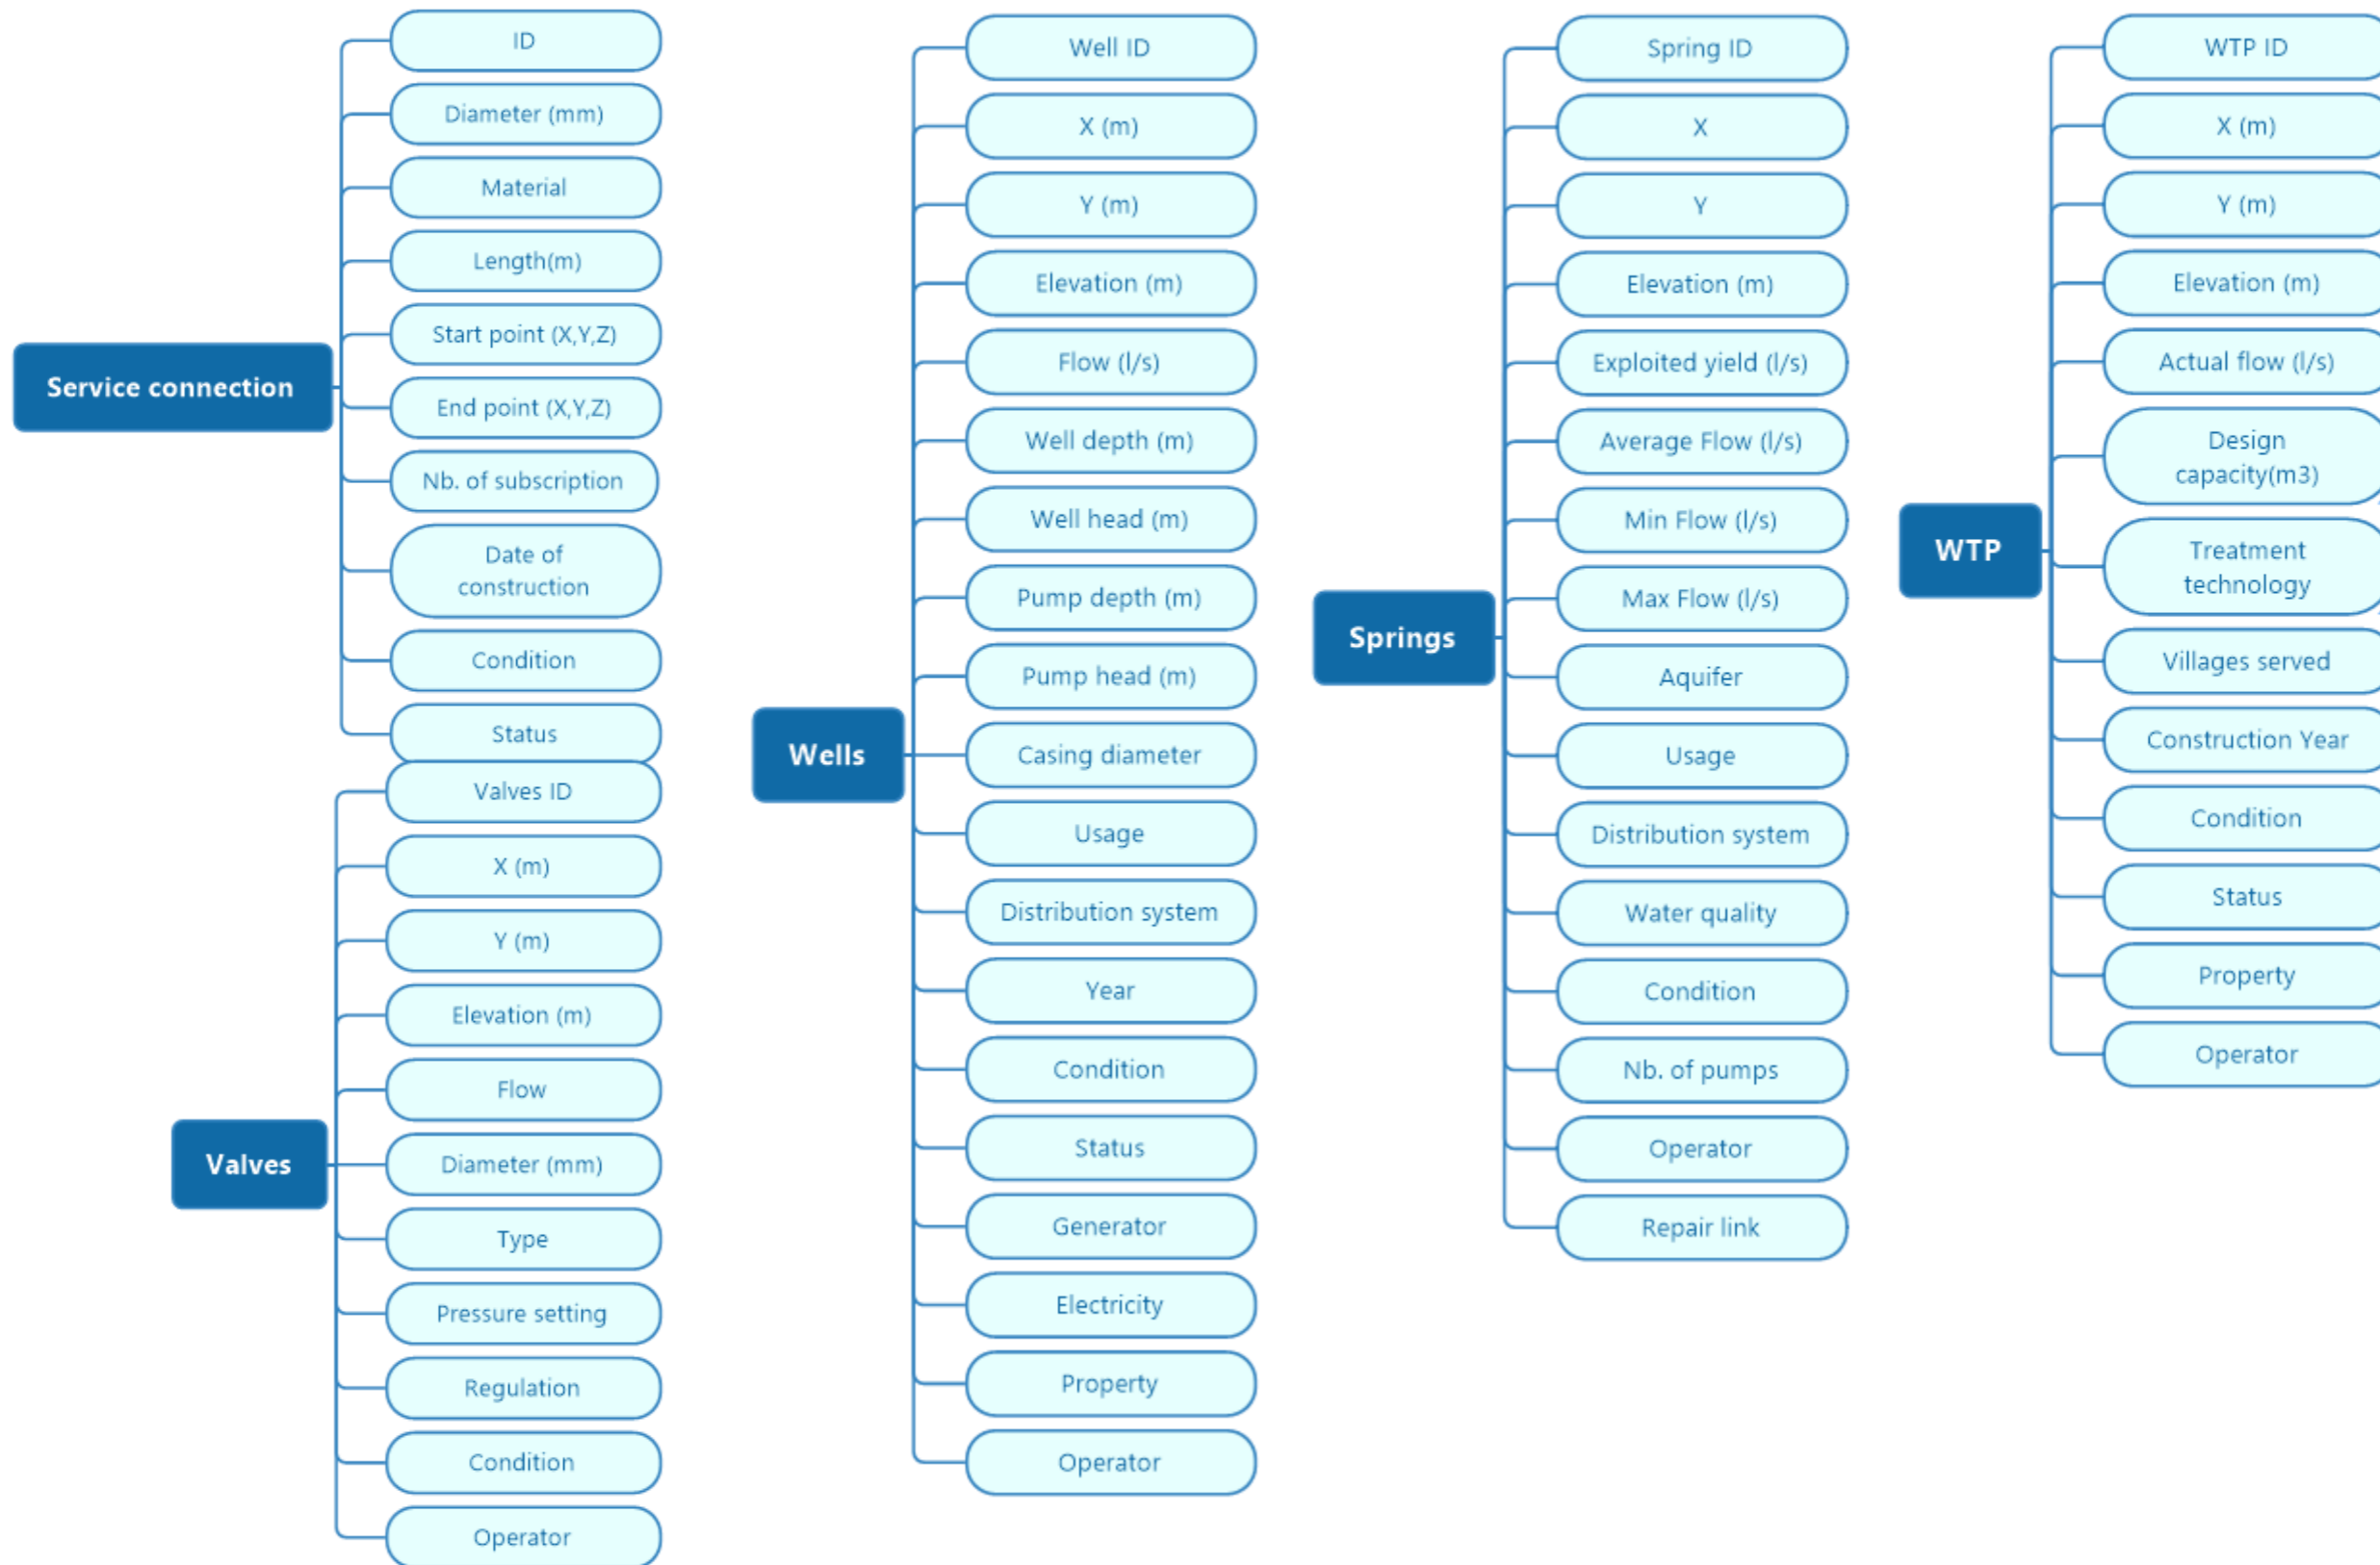 Service connection
ID
Diameter (mm)
Material
Length(m)
Start point (X,Y,Z)
End point (X,Y,Z)
Nb. of subscription
Date of
construction
Condition
Status
Valves
Valves ID
X (m)
Y (m)
Elevation (m)
Flow
Diameter (mm)
Type
Pressure setting
Regulation
Condition
Operator
Wells
Well ID
X (m)
Y (m)
Elevation (m)
Flow (l/s)
Well depth (m)
Well head (m)
Pump depth (m)
Pump head (m)
Casing diameter
Usage
Distribution system
Year
Condition
Status
Generator
Electricity
Property
Operator
Springs
Spring ID
X
Y
Elevation (m)
Exploited yield (l/s)
Average Flow (l/s)
Min Flow (l/s)
Max Flow (l/s)
Aquifer
Usage
Distribution system
Water quality
Condition
Nb. of pumps
Operator
Repair link
WTP
WTP ID
X (m)
Y (m)
Elevation (m)
Actual flow (l/s)
Design
capacity(m3)
Treatment
technology
Villages served
Construction Year
Condition
Status
Property
Operator